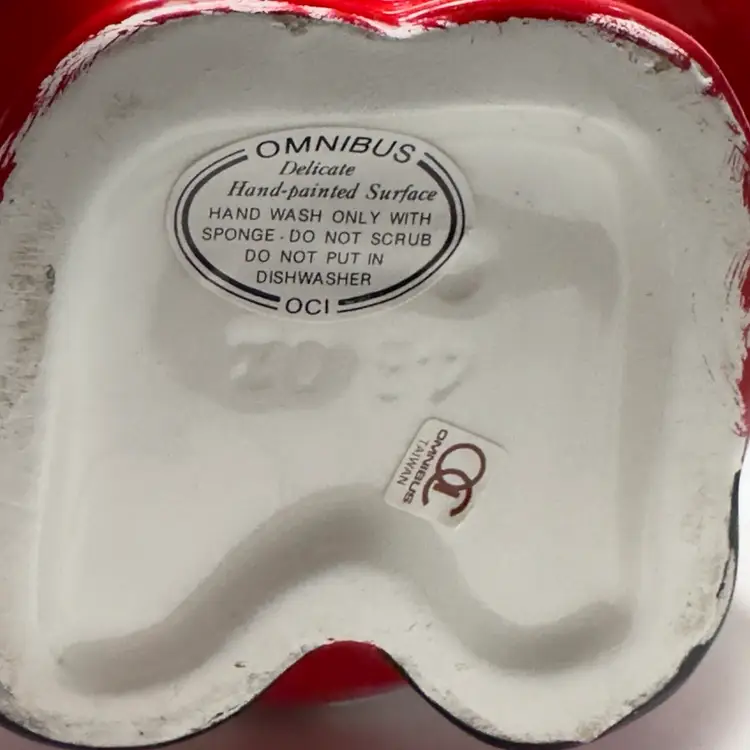 OMNIBUS
Delicate
Hand-painted Surface
HAND WASH ONLY WITH
SPONGE - DO NOT SCRUB
DO NOT PUT IN
DISHWASHER
OCI
OMNIBUS
TAIWAN